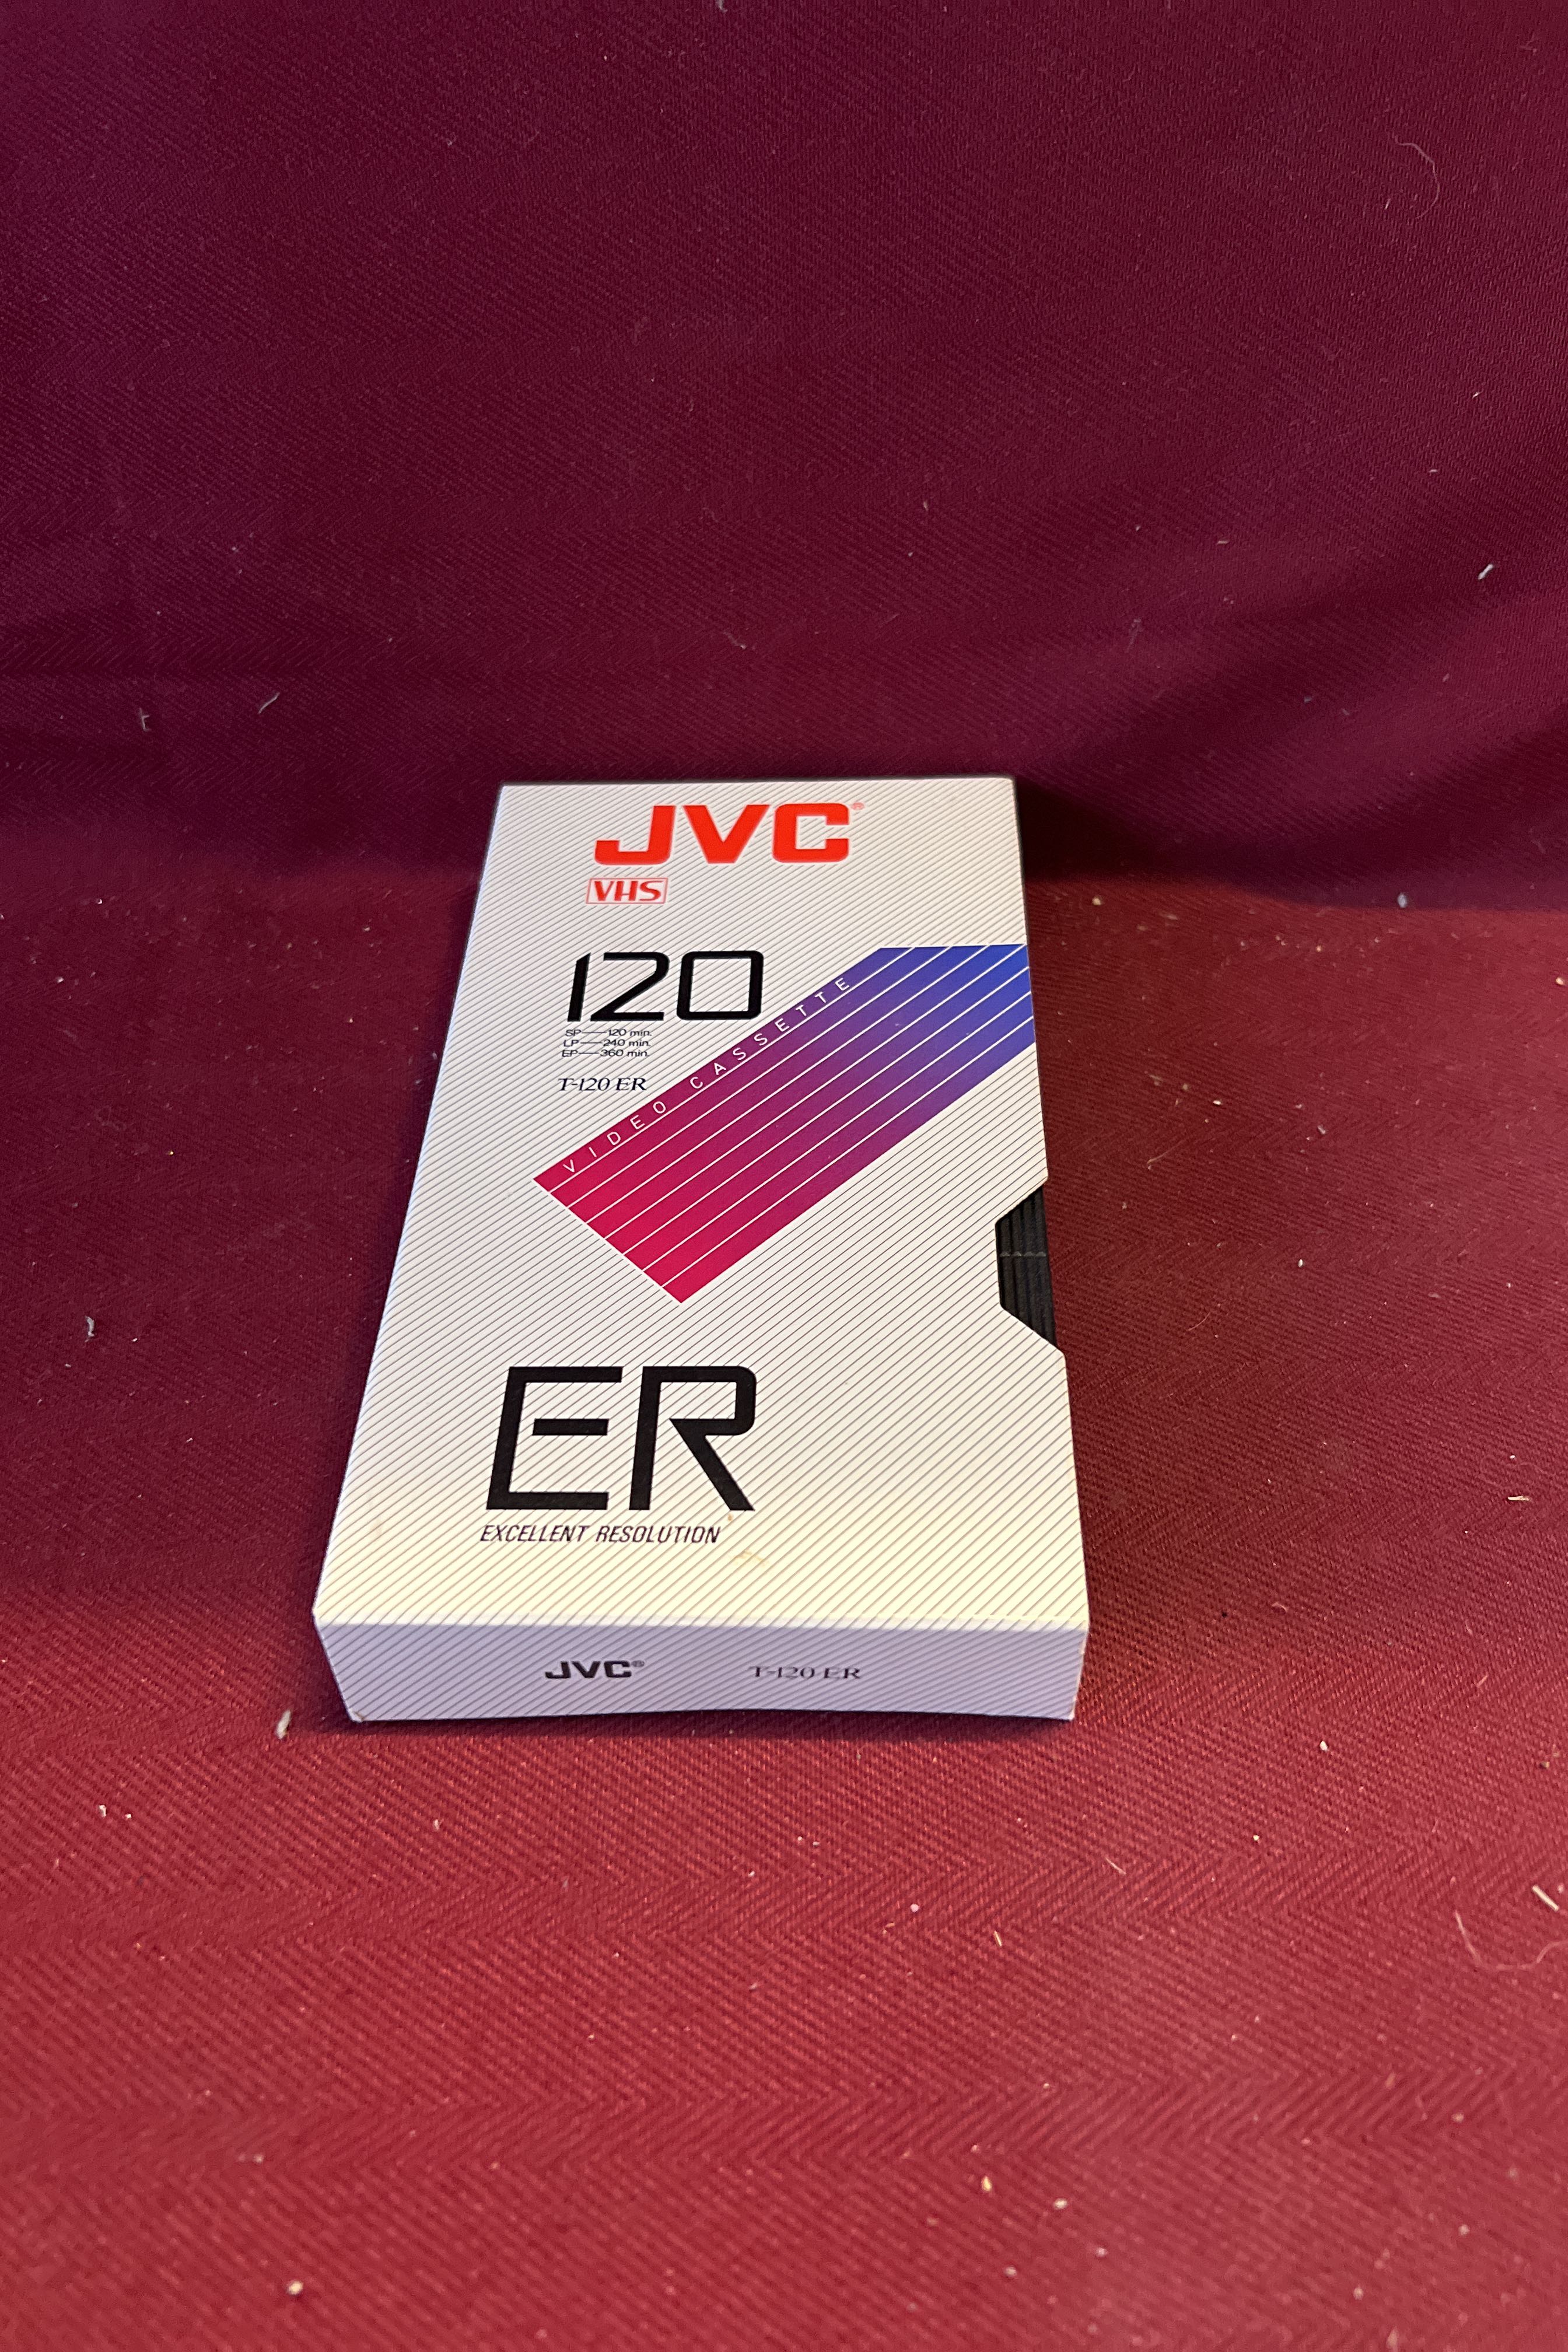 JVC®
VHS
120
SP—120 min.
LP—240 min.
EP—360 min.
T-120 ER
VIDEO CASSETTE
ER
EXCELLENT RESOLUTION
JVC® T-120 ER